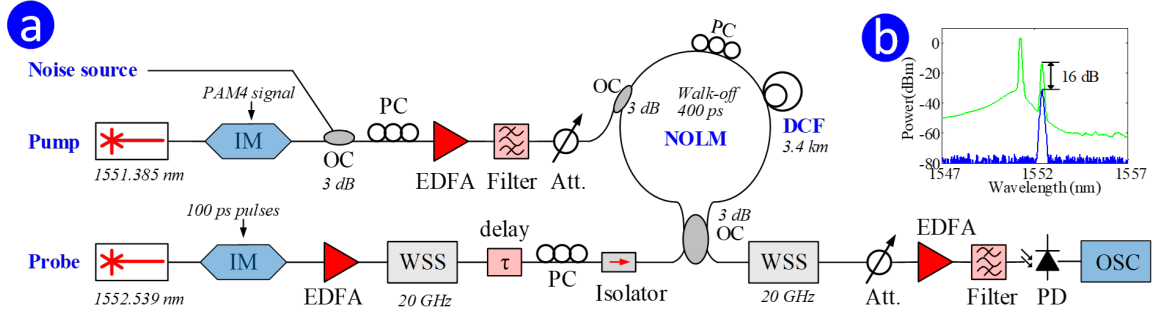 a
Noise source
PAM4 signal
Pump
IM
1551.385 nm
OC
3 dB
PC
EDFA
Filter
Att.
OC
3 dB
PC
Walk-off
400 ps
NOLM
DCF
3.4 km
b
Power(dBm)
0
-20
-40
-60
-80
16 dB
1547
1552
1557
Wavelength (nm)
100 ps pulses
Probe
IM
1552.539 nm
EDFA
WSS
20 GHz
delay
τ
PC
Isolator
3 dB
OC
WSS
20 GHz
Att.
EDFA
Filter
PD
OSC